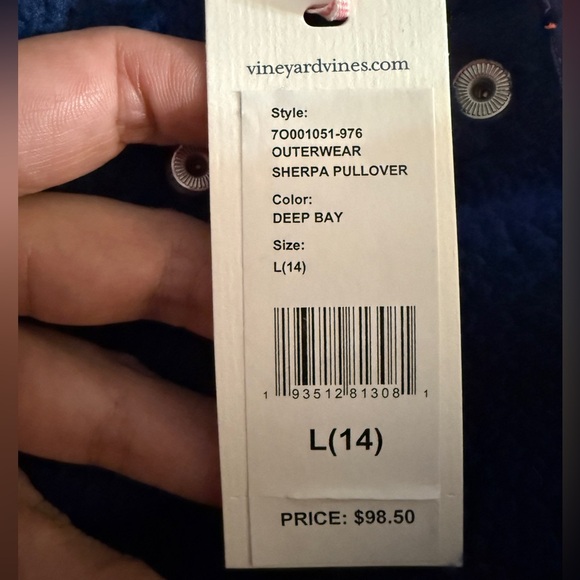 vineyardvines.com
Style:
7O001051-976
OUTERWEAR
SHERPA PULLOVER
Color:
DEEP BAY
Size:
L(14)
1 93512 81308 1
L(14)
PRICE: $98.50